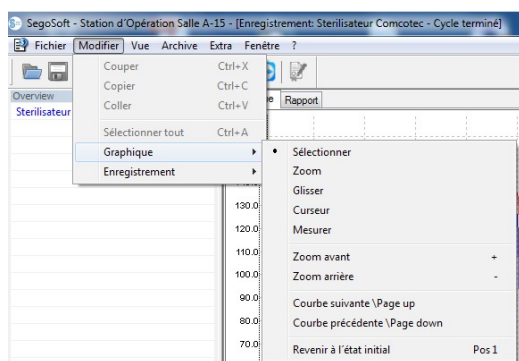 SegoSoft - Station d´Opération Salle A-15 - [Enregistrement: Sterilisateur Comcotec - Cycle terminé]
Fichier Modifier Vue Archive Extra Fenêtre ?
Couper Ctrl+X
Copier Ctrl+C
Coller Ctrl+V
Sélectionner tout Ctrl+A
Graphique
Enregistrement
Overview
Sterilisateur
Rapport
Sélectionner
Zoom
Glisser
Curseur
Mesurer
Zoom avant +
Zoom arrière -
Courbe suivante \Page up
Courbe précédente \Page down
Revenir à l´état initial Pos 1
130.0
120.0
110.0
100.0
90.0
80.0
70.0